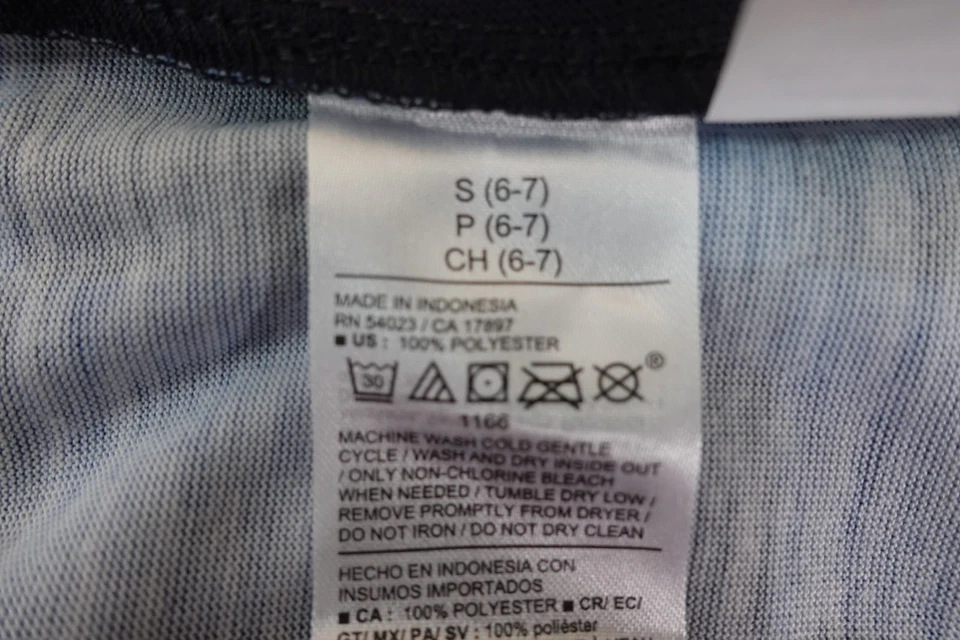 S (6-7)
P (6-7)
CH (6-7)
MADE IN INDONESIA
RN 54023 / CA 17897
■ US : 100% POLYESTER
30
®
1166
MACHINE WASH COLD GENTLE
CYCLE / WASH AND DRY INSIDE OUT
/ ONLY NON-CHLORINE BLEACH
WHEN NEEDED / TUMBLE DRY LOW /
REMOVE PROMPTLY FROM DRYER /
DO NOT IRON / DO NOT DRY CLEAN
HECHO EN INDONESIA CON
INSUMOS IMPORTADOS
■ CA : 100% POLYESTER ■ CR/ EC/
GT/ MX/ PA/ SV : 100% poliéster